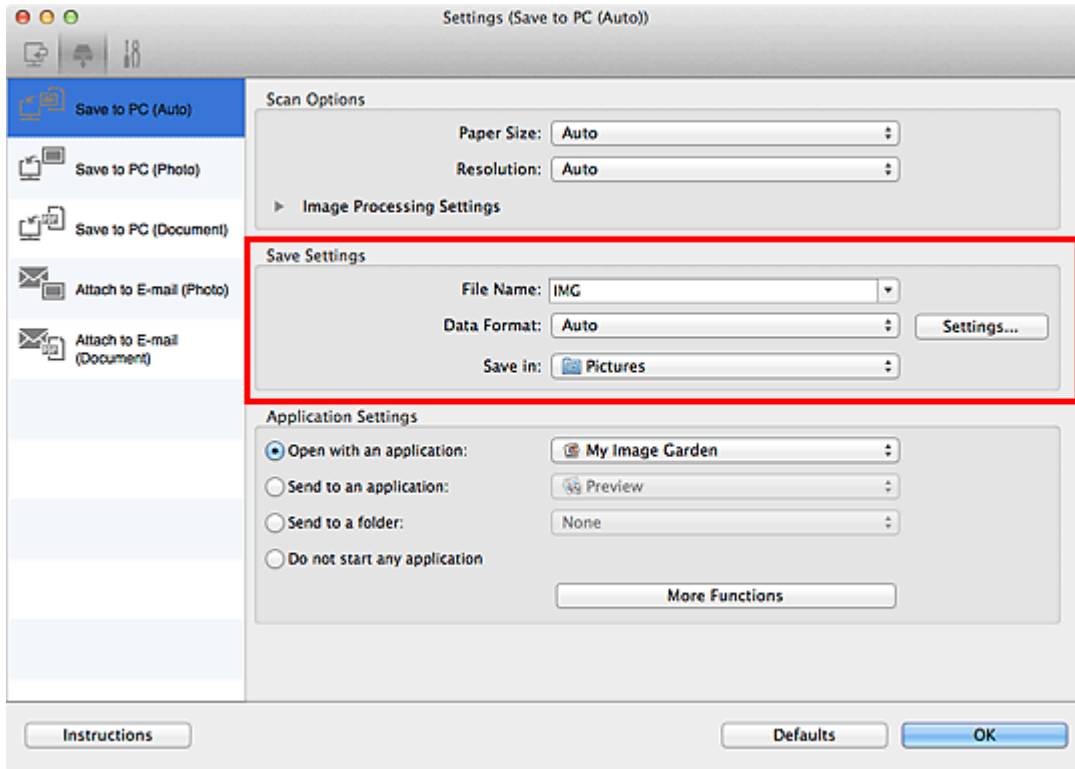 Settings (Save to PC (Auto))
Save to PC (Auto)
Save to PC (Photo)
Save to PC (Document)
Attach to E-mail (Photo)
Attach to E-mail
(Document)
Scan Options
Paper Size: Auto
Resolution: Auto
Image Processing Settings
Save Settings
File Name: IMG
Data Format: Auto Settings...
Save in: Pictures
Application Settings
Open with an application: My Image Garden
Send to an application: Preview
Send to a folder: None
Do not start any application
More Functions
Instructions Defaults OK